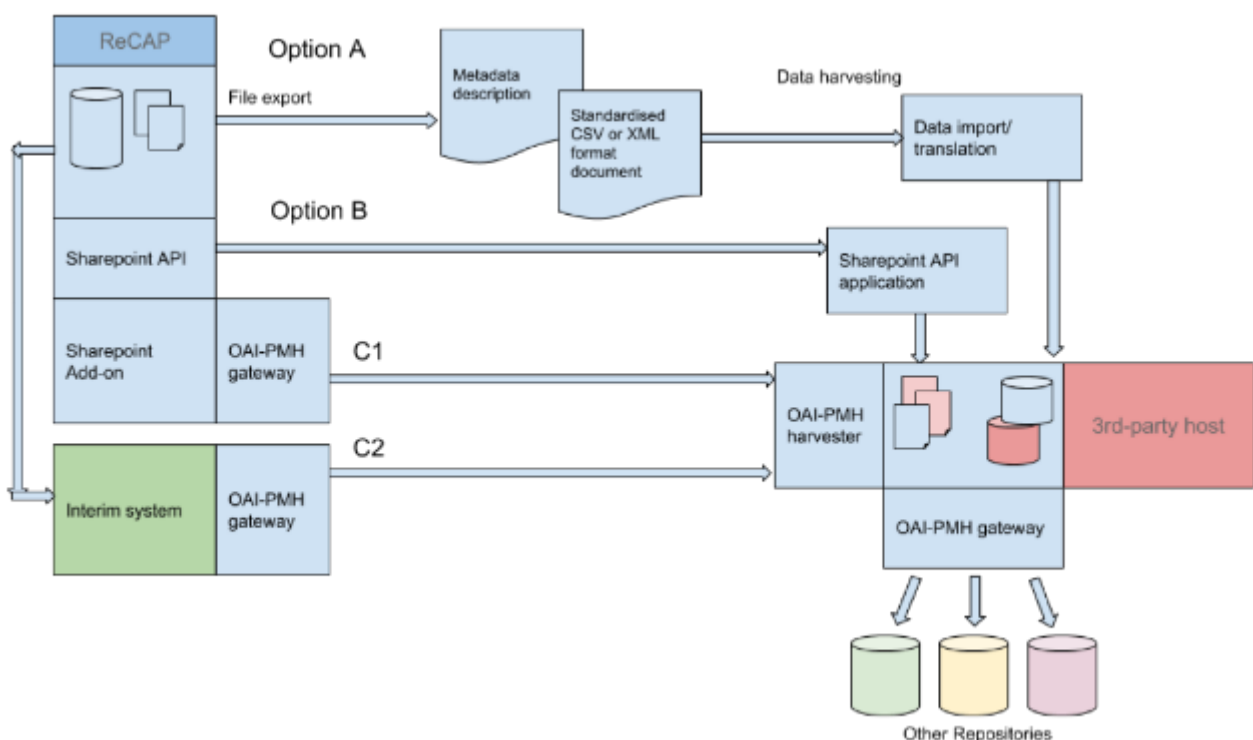 ReCAP
Option A
File export
Metadata
description
Standardised
CSV or XML
format
document
Data harvesting
Data import/
translation
Option B
Sharepoint API
Sharepoint API
application
Sharepoint
Add-on
OAI-PMH
gateway
C1
OAI-PMH
harvester
3rd-party host
C2
Interim system
OAI-PMH
gateway
OAI-PMH gateway
Other Repositories